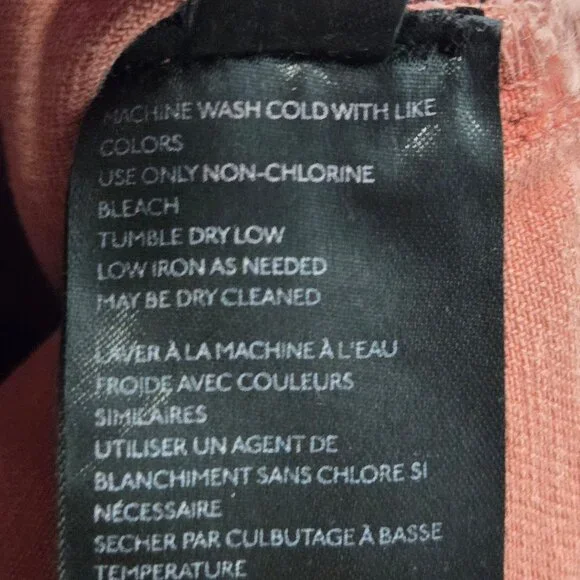 MACHINE WASH COLD WITH LIKE
COLORS
USE ONLY NON-CHLORINE
BLEACH
TUMBLE DRY LOW
LOW IRON AS NEEDED
MAY BE DRY CLEANED
LAVER À LA MACHINE À L'EAU
FROIDE AVEC COULEURS
SIMILAIRES
UTILISER UN AGENT DE
BLANCHIMENT SANS CHLORE SI
NÉCESSAIRE
SECHER PAR CULBUTAGE À BASSE
TEMPERATURE